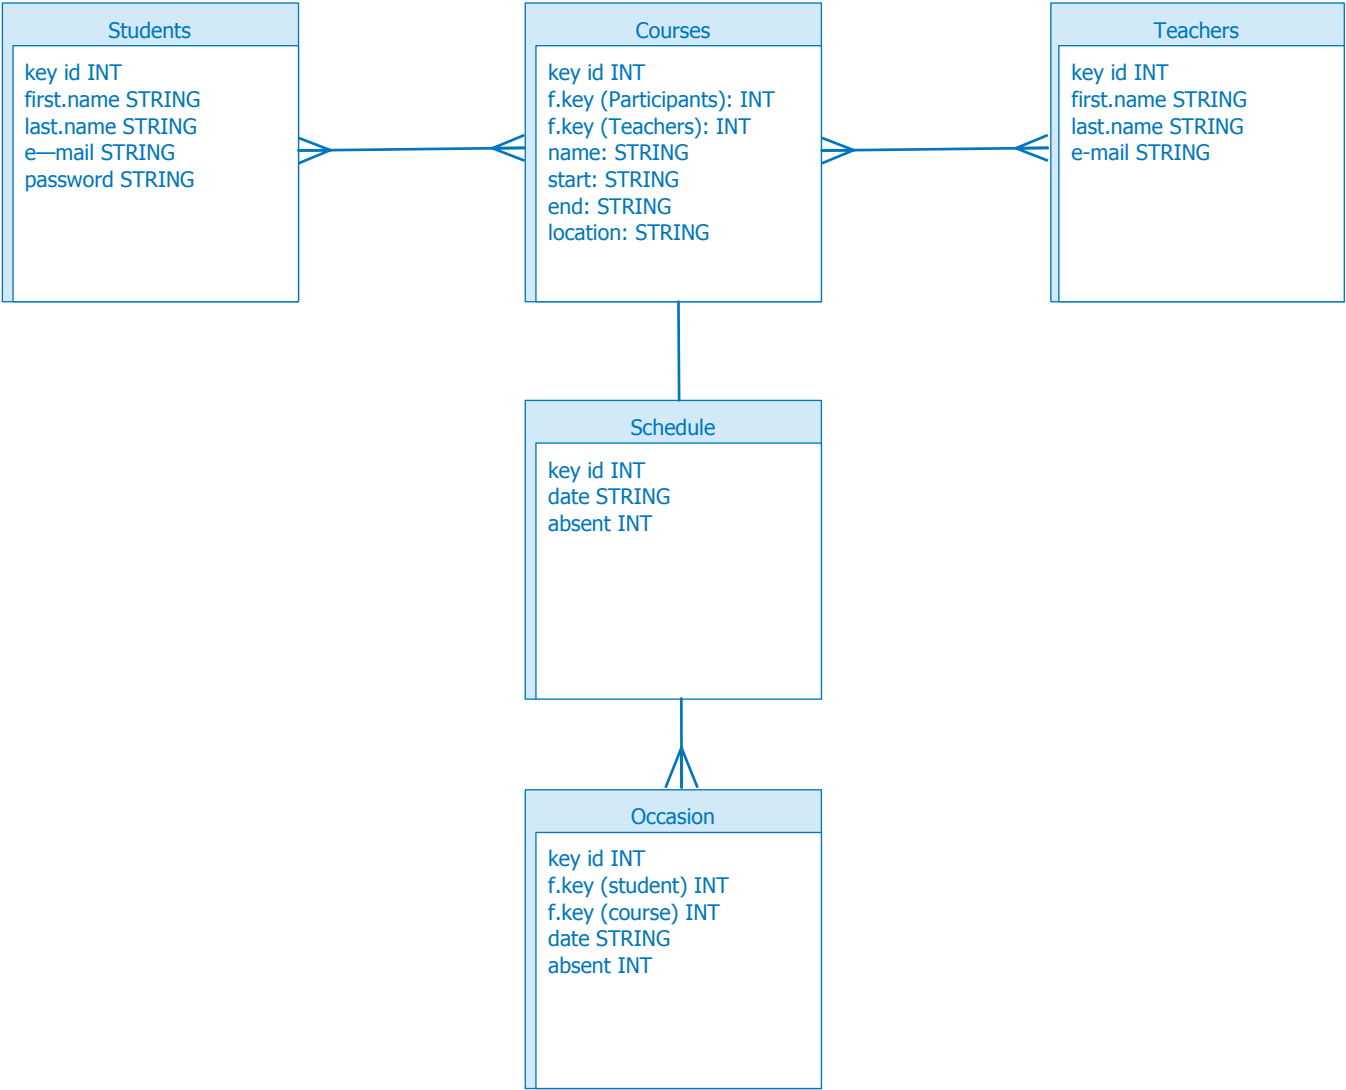 Students
key id INT
first.name STRING
last.name STRING
e—mail STRING
password STRING
Courses
key id INT
f.key (Participants): INT
f.key (Teachers): INT
name: STRING
start: STRING
end: STRING
location: STRING
Teachers
key id INT
first.name STRING
last.name STRING
e-mail STRING
Schedule
key id INT
date STRING
absent INT
Occasion
key id INT
f.key (student) INT
f.key (course) INT
date STRING
absent INT